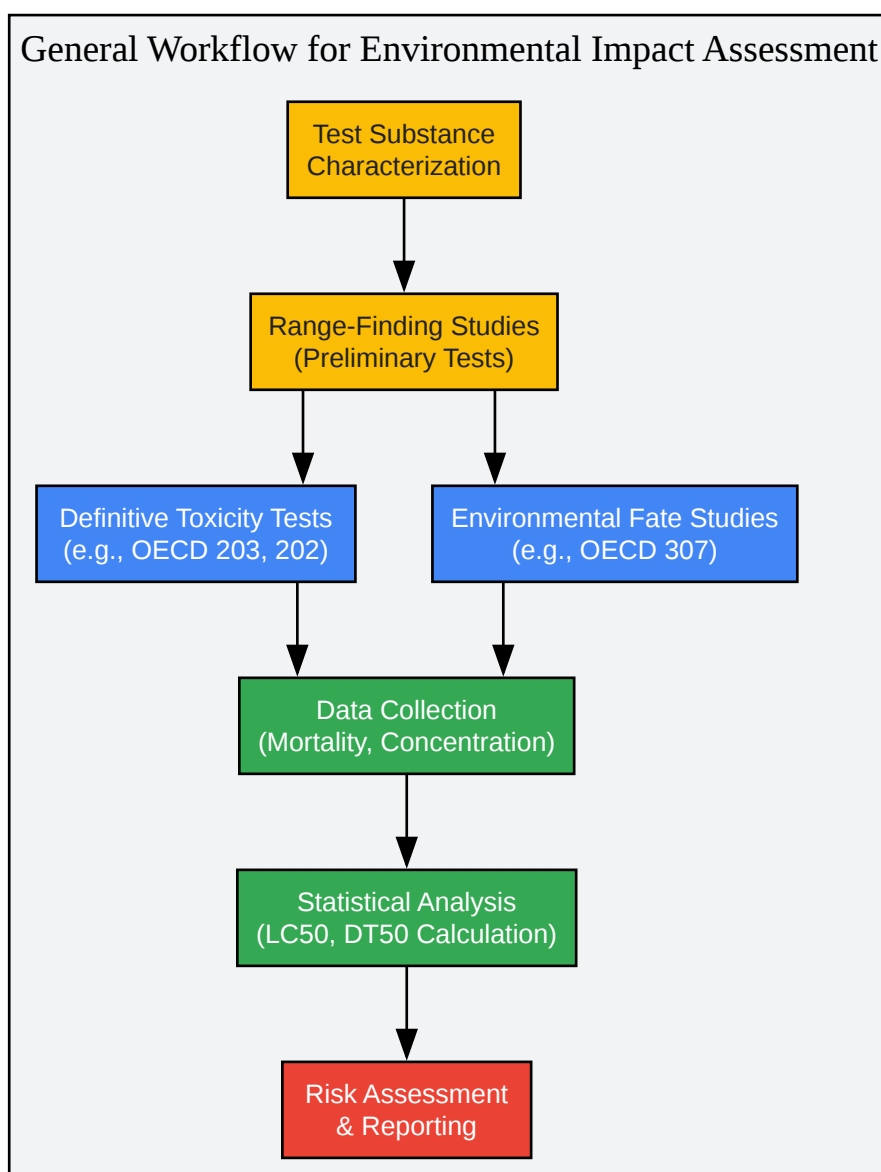 General Workflow for Environmental Impact Assessment
Test Substance
Characterization
Range-Finding Studies
(Preliminary Tests)
Definitive Toxicity Tests
(e.g., OECD 203, 202)
Environmental Fate Studies
(e.g., OECD 307)
Data Collection
(Mortality, Concentration)
Statistical Analysis
(LC50, DT50 Calculation)
Risk Assessment
& Reporting